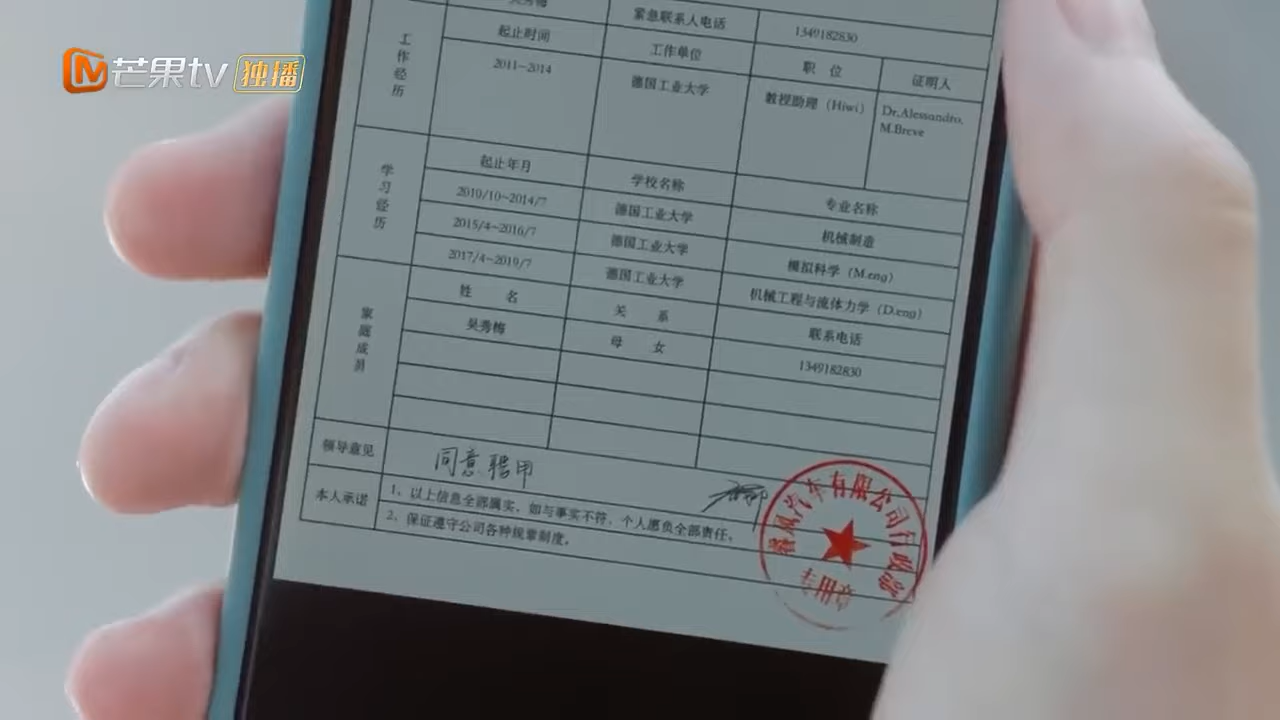 芒果tv 独播
吴秀梅 紧急联系人电话 1349182830
工作经历 起止时间 工作单位 职 位 证明人
2011-2014 德国工业大学 教授助理（Hiwi） Dr,Alessandro,
M.Breve
学习经历 起止年月 学校名称 专业名称
2010/10~2014/7 德国工业大学 机械制造
2015/4~2016/7 德国工业大学 模拟科学（M.eng）
2017/4~2019/7 德国工业大学 机械工程与流体力学（D.eng）
家庭成员 姓 名 关 系 联系电话
吴秀梅 母 女 1349182830
领导意见 同意聘用
本人承诺 1、以上信息全部属实，如与事实不符，个人愿负全部责任。
2、保证遵守公司各种规章制度。
风汽车有限公司行政部
专用章